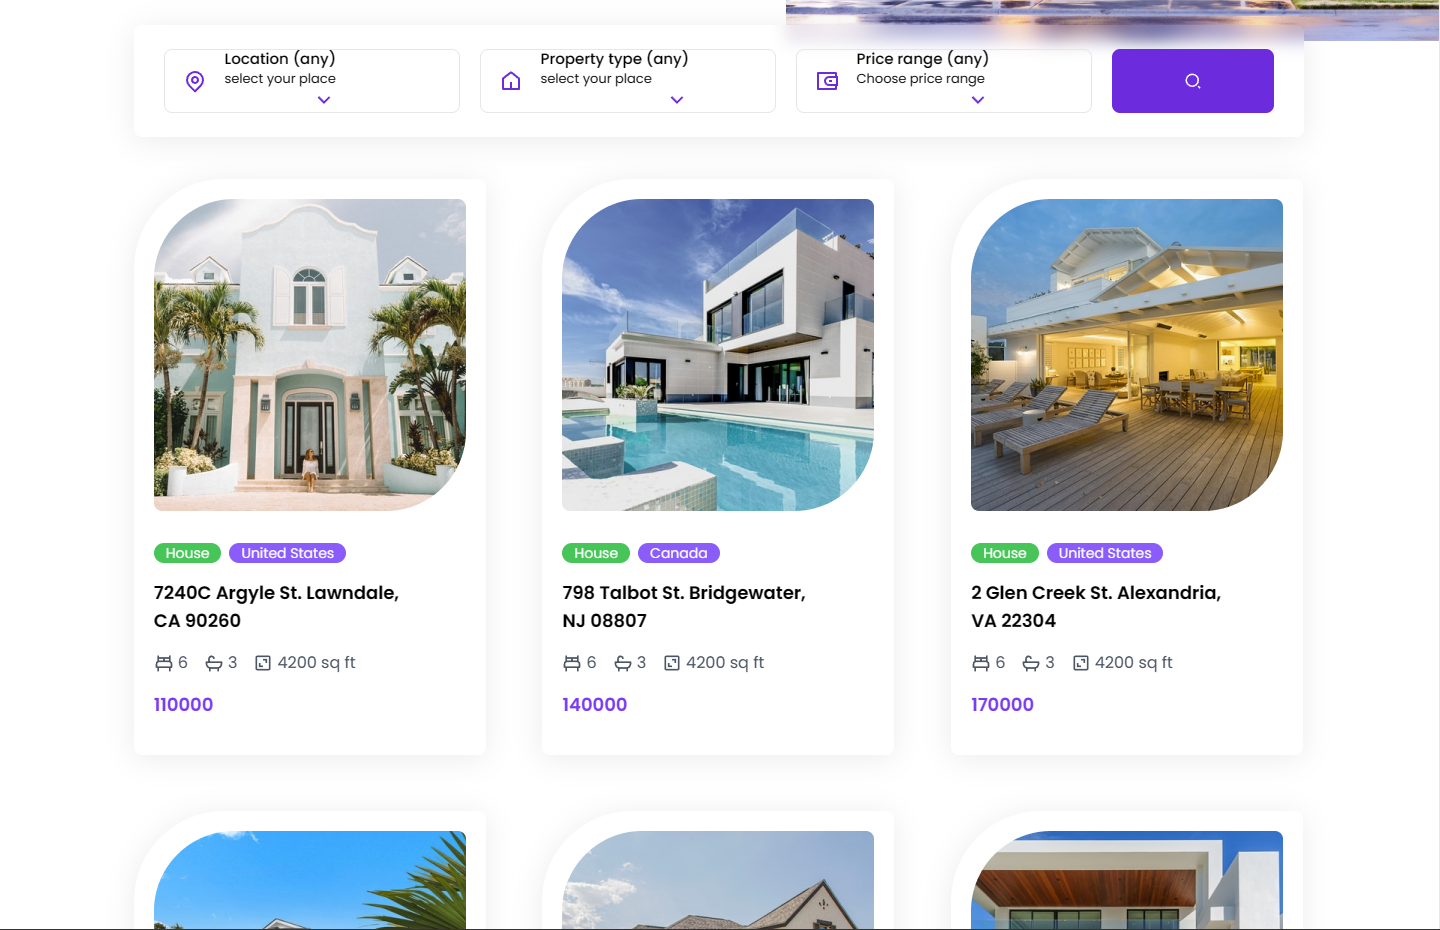 Location (any)
select your place
Property type (any)
select your place
Price range (any)
Choose price range
House United States
7240C Argyle St. Lawndale,
CA 90260
6 3 4200 sq ft
110000
House Canada
798 Talbot St. Bridgewater,
NJ 08807
6 3 4200 sq ft
140000
House United States
2 Glen Creek St. Alexandria,
VA 22304
6 3 4200 sq ft
170000